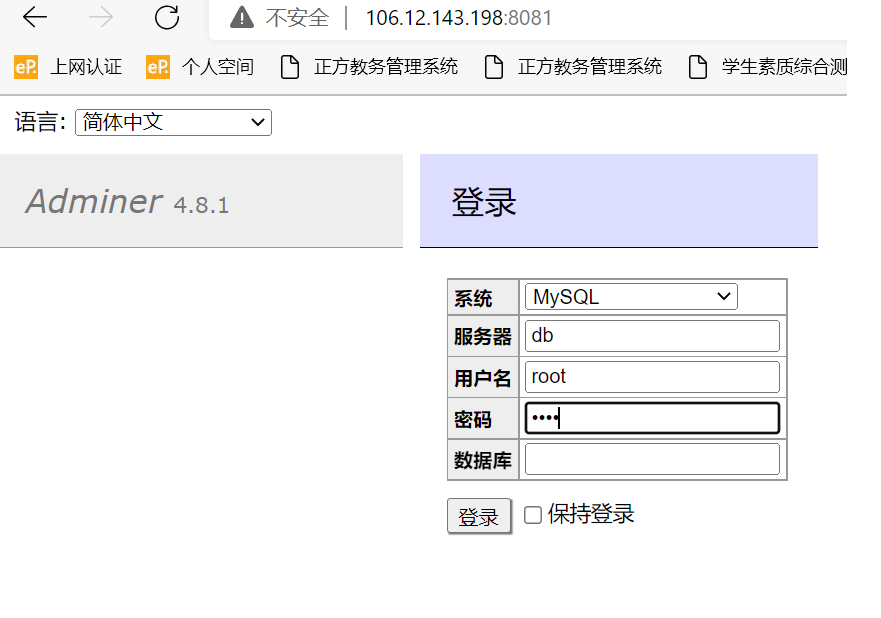 不安全 | 106.12.143.198:8081
eP. 上网认证 eP. 个人空间 正方教务管理系统 正方教务管理系统 学生素质综合测
语言: 简体中文
Adminer 4.8.1
登录
系统 MySQL
服务器 db
用户名 root
密码 ••••
数据库
登录 保持登录